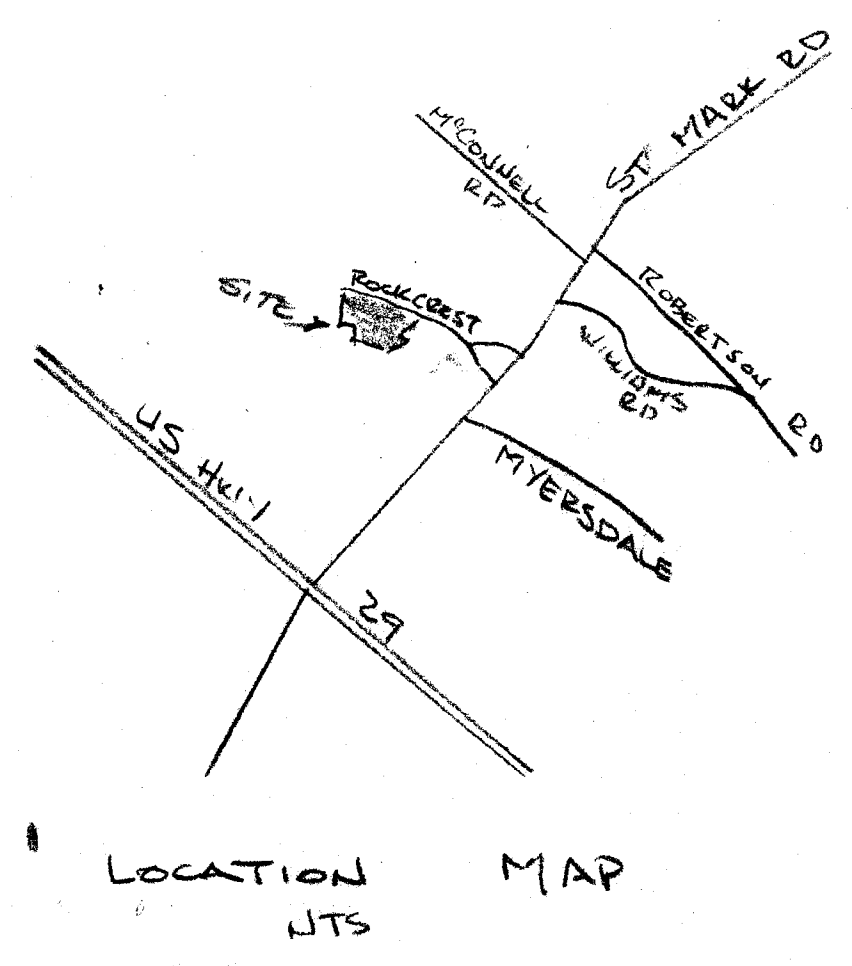 ST MARK RD
McCONNELL
RD
ROBERTSON RD
SITE
ROCKCREST
WILLIAMS
RD
US HWY 29
MYERSDALE
LOCATION MAP
NTS